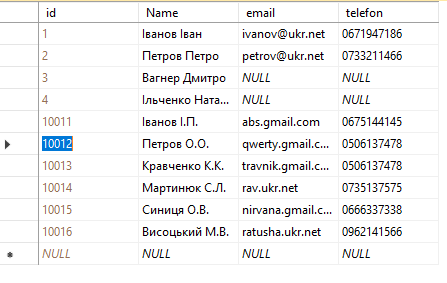 id Name email telefon
1 Іванов Іван ivanov@ukr.net 0671947186
2 Петров Петро petrov@ukr.net 0733211466
3 Вагнер Дмитро NULL NULL
4 Ільченко Ната... NULL NULL
10011 Іванов І.П. abs.gmail.com 0675144145
10012 Петров О.О. qwerty.gmail.c... 0506137478
10013 Кравченко К.К. travnik.gmail.c... 0506137478
10014 Мартинюк С.Л. rav.ukr.net 0735137575
10015 Синиця О.В. nirvana.gmail.c... 0666337338
10016 Висоцький М.В. ratusha.ukr.net 0962141566
NULL NULL NULL NULL